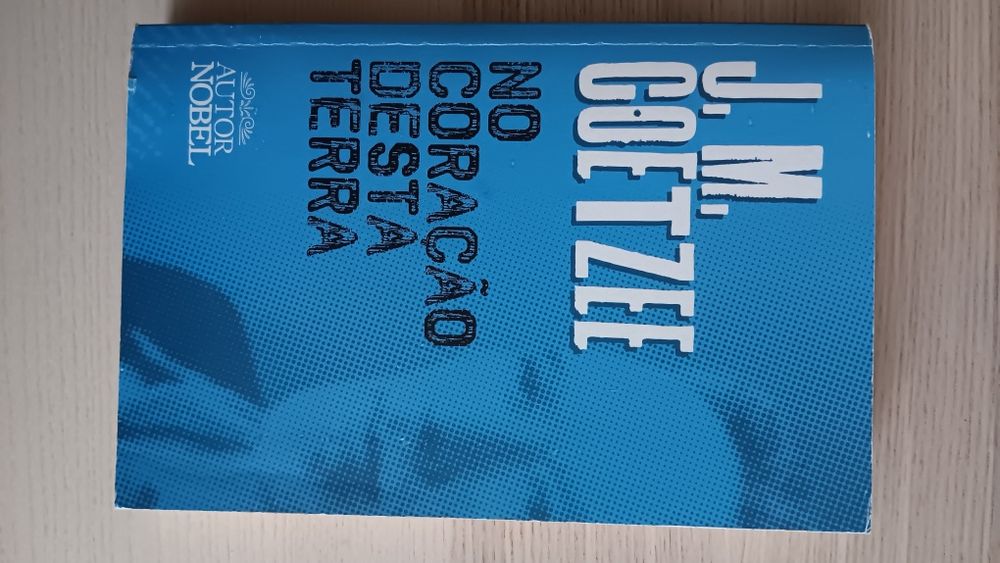 J. M.
COETZEE
NO
CORAÇÃO
DESTA
TERRA
AUTOR
NOBEL